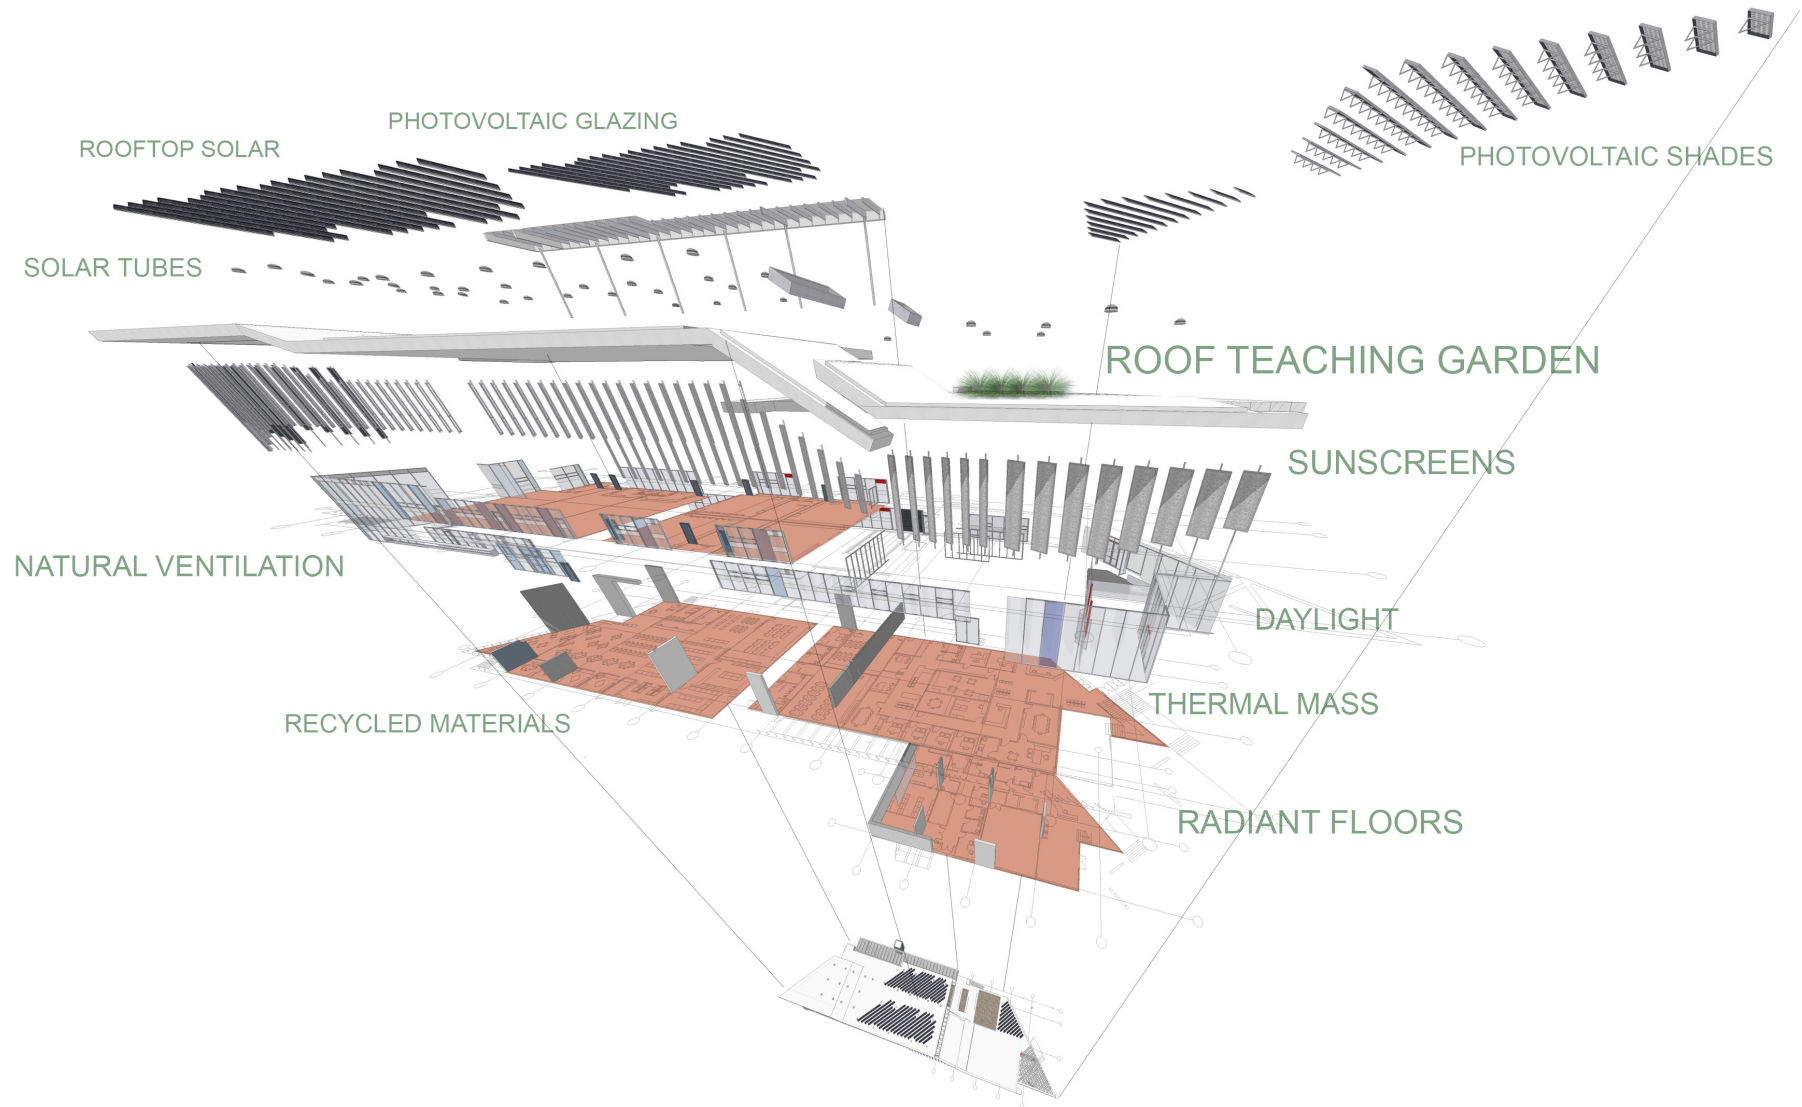 PHOTOVOLTAIC GLAZING
ROOFTOP SOLAR
PHOTOVOLTAIC SHADES
SOLAR TUBES
ROOF TEACHING GARDEN
SUNSCREENS
NATURAL VENTILATION
DAYLIGHT
THERMAL MASS
RECYCLED MATERIALS
RADIANT FLOORS